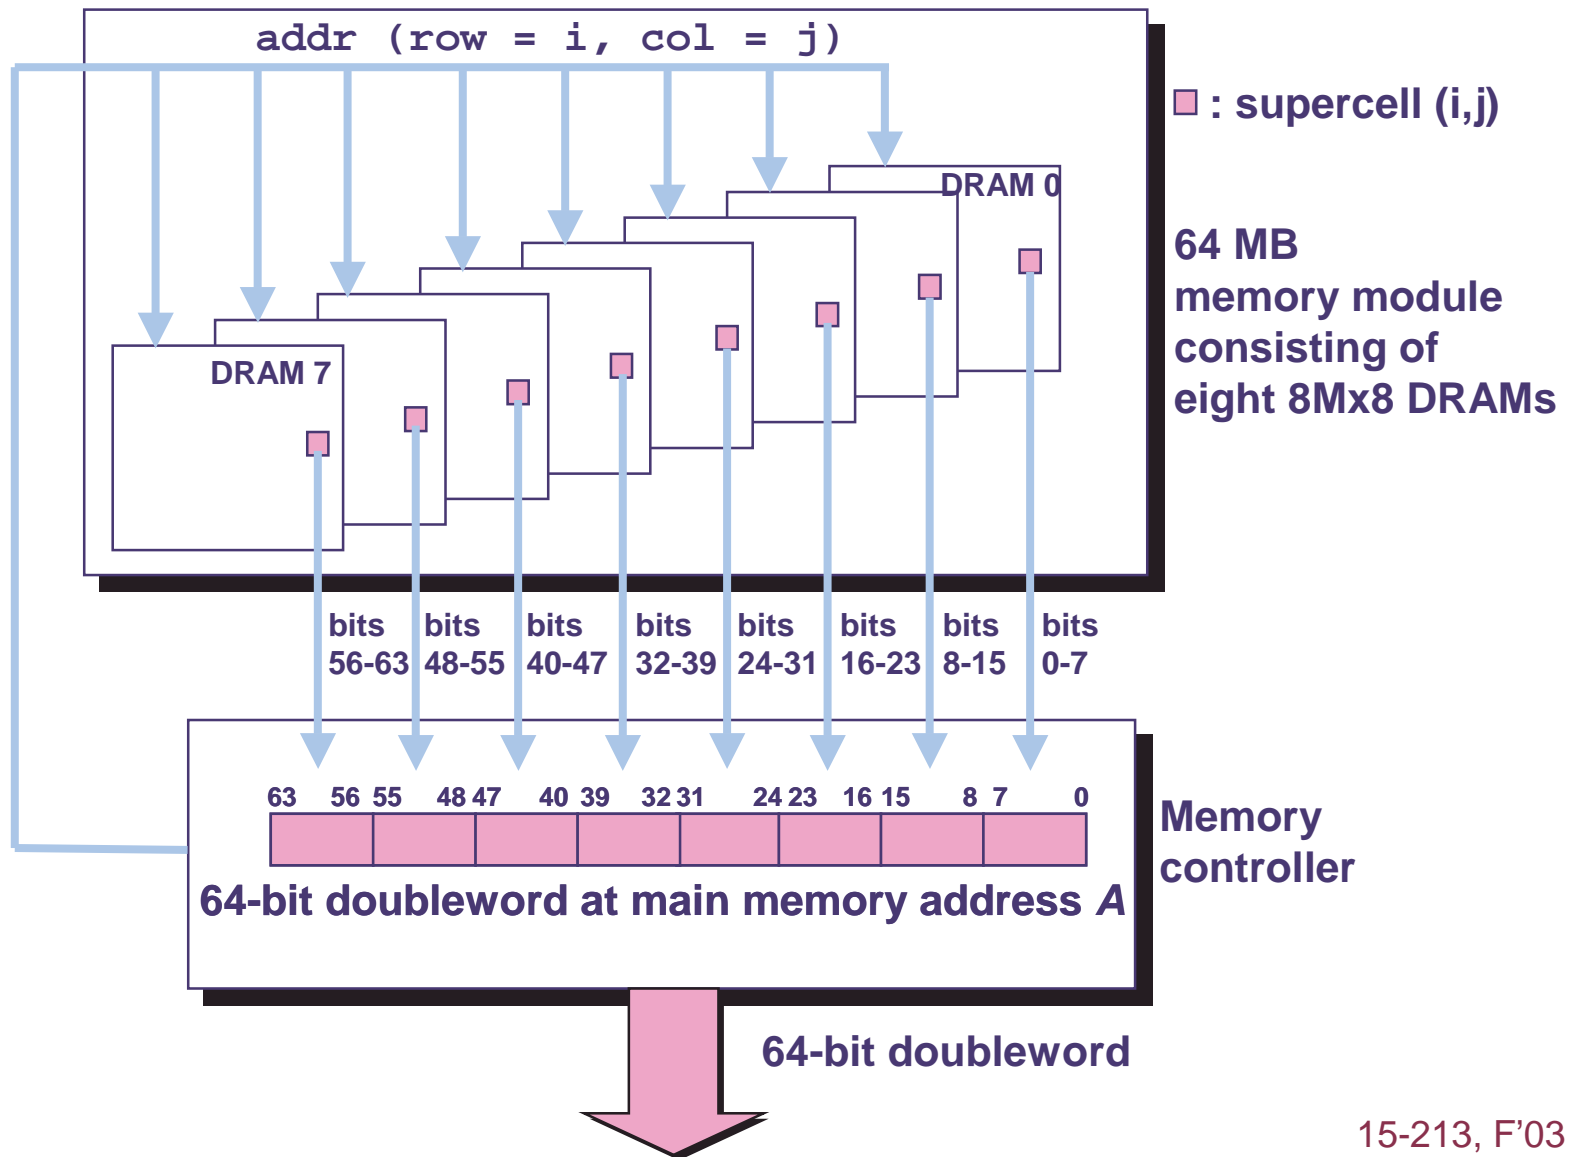 addr (row = i, col = j)
: supercell (i,j)
DRAM 0
64 MB
memory module
consisting of
eight 8Mx8 DRAMs
DRAM 7
bits
56-63
bits
48-55
bits
40-47
bits
32-39
bits
24-31
bits
16-23
bits
8-15
bits
0-7
63 56 55 48 47 40 39 32 31 24 23 16 15 8 7 0
64-bit doubleword at main memory address A
Memory
controller
64-bit doubleword
15-213, F’03